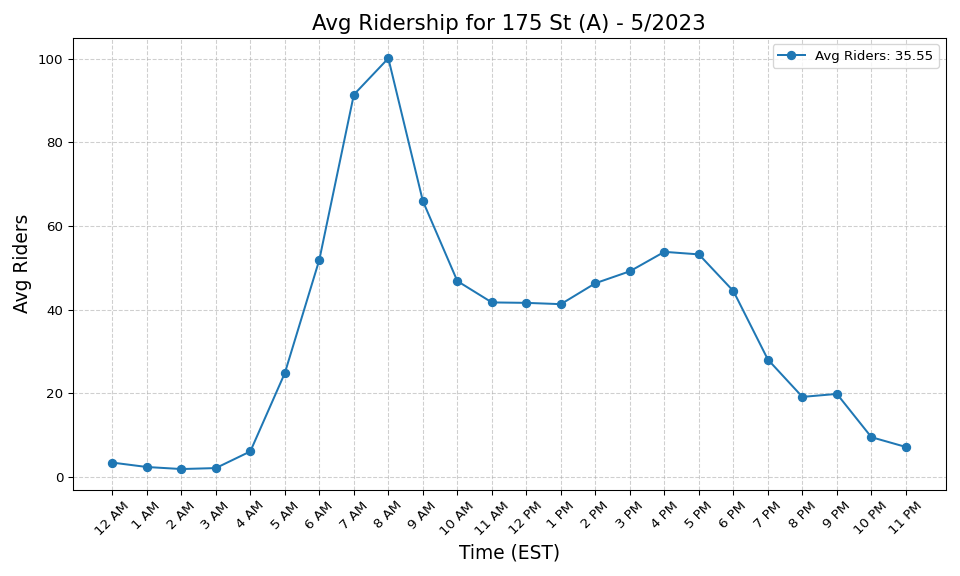 Avg Ridership for 175 St (A) - 5/2023
Avg Riders: 35.55
Avg Riders
100
80
60
40
20
0
12 AM
1 AM
2 AM
3 AM
4 AM
5 AM
6 AM
7 AM
8 AM
9 AM
10 AM
11 AM
12 PM
1 PM
2 PM
3 PM
4 PM
5 PM
6 PM
7 PM
8 PM
9 PM
10 PM
11 PM
Time (EST)